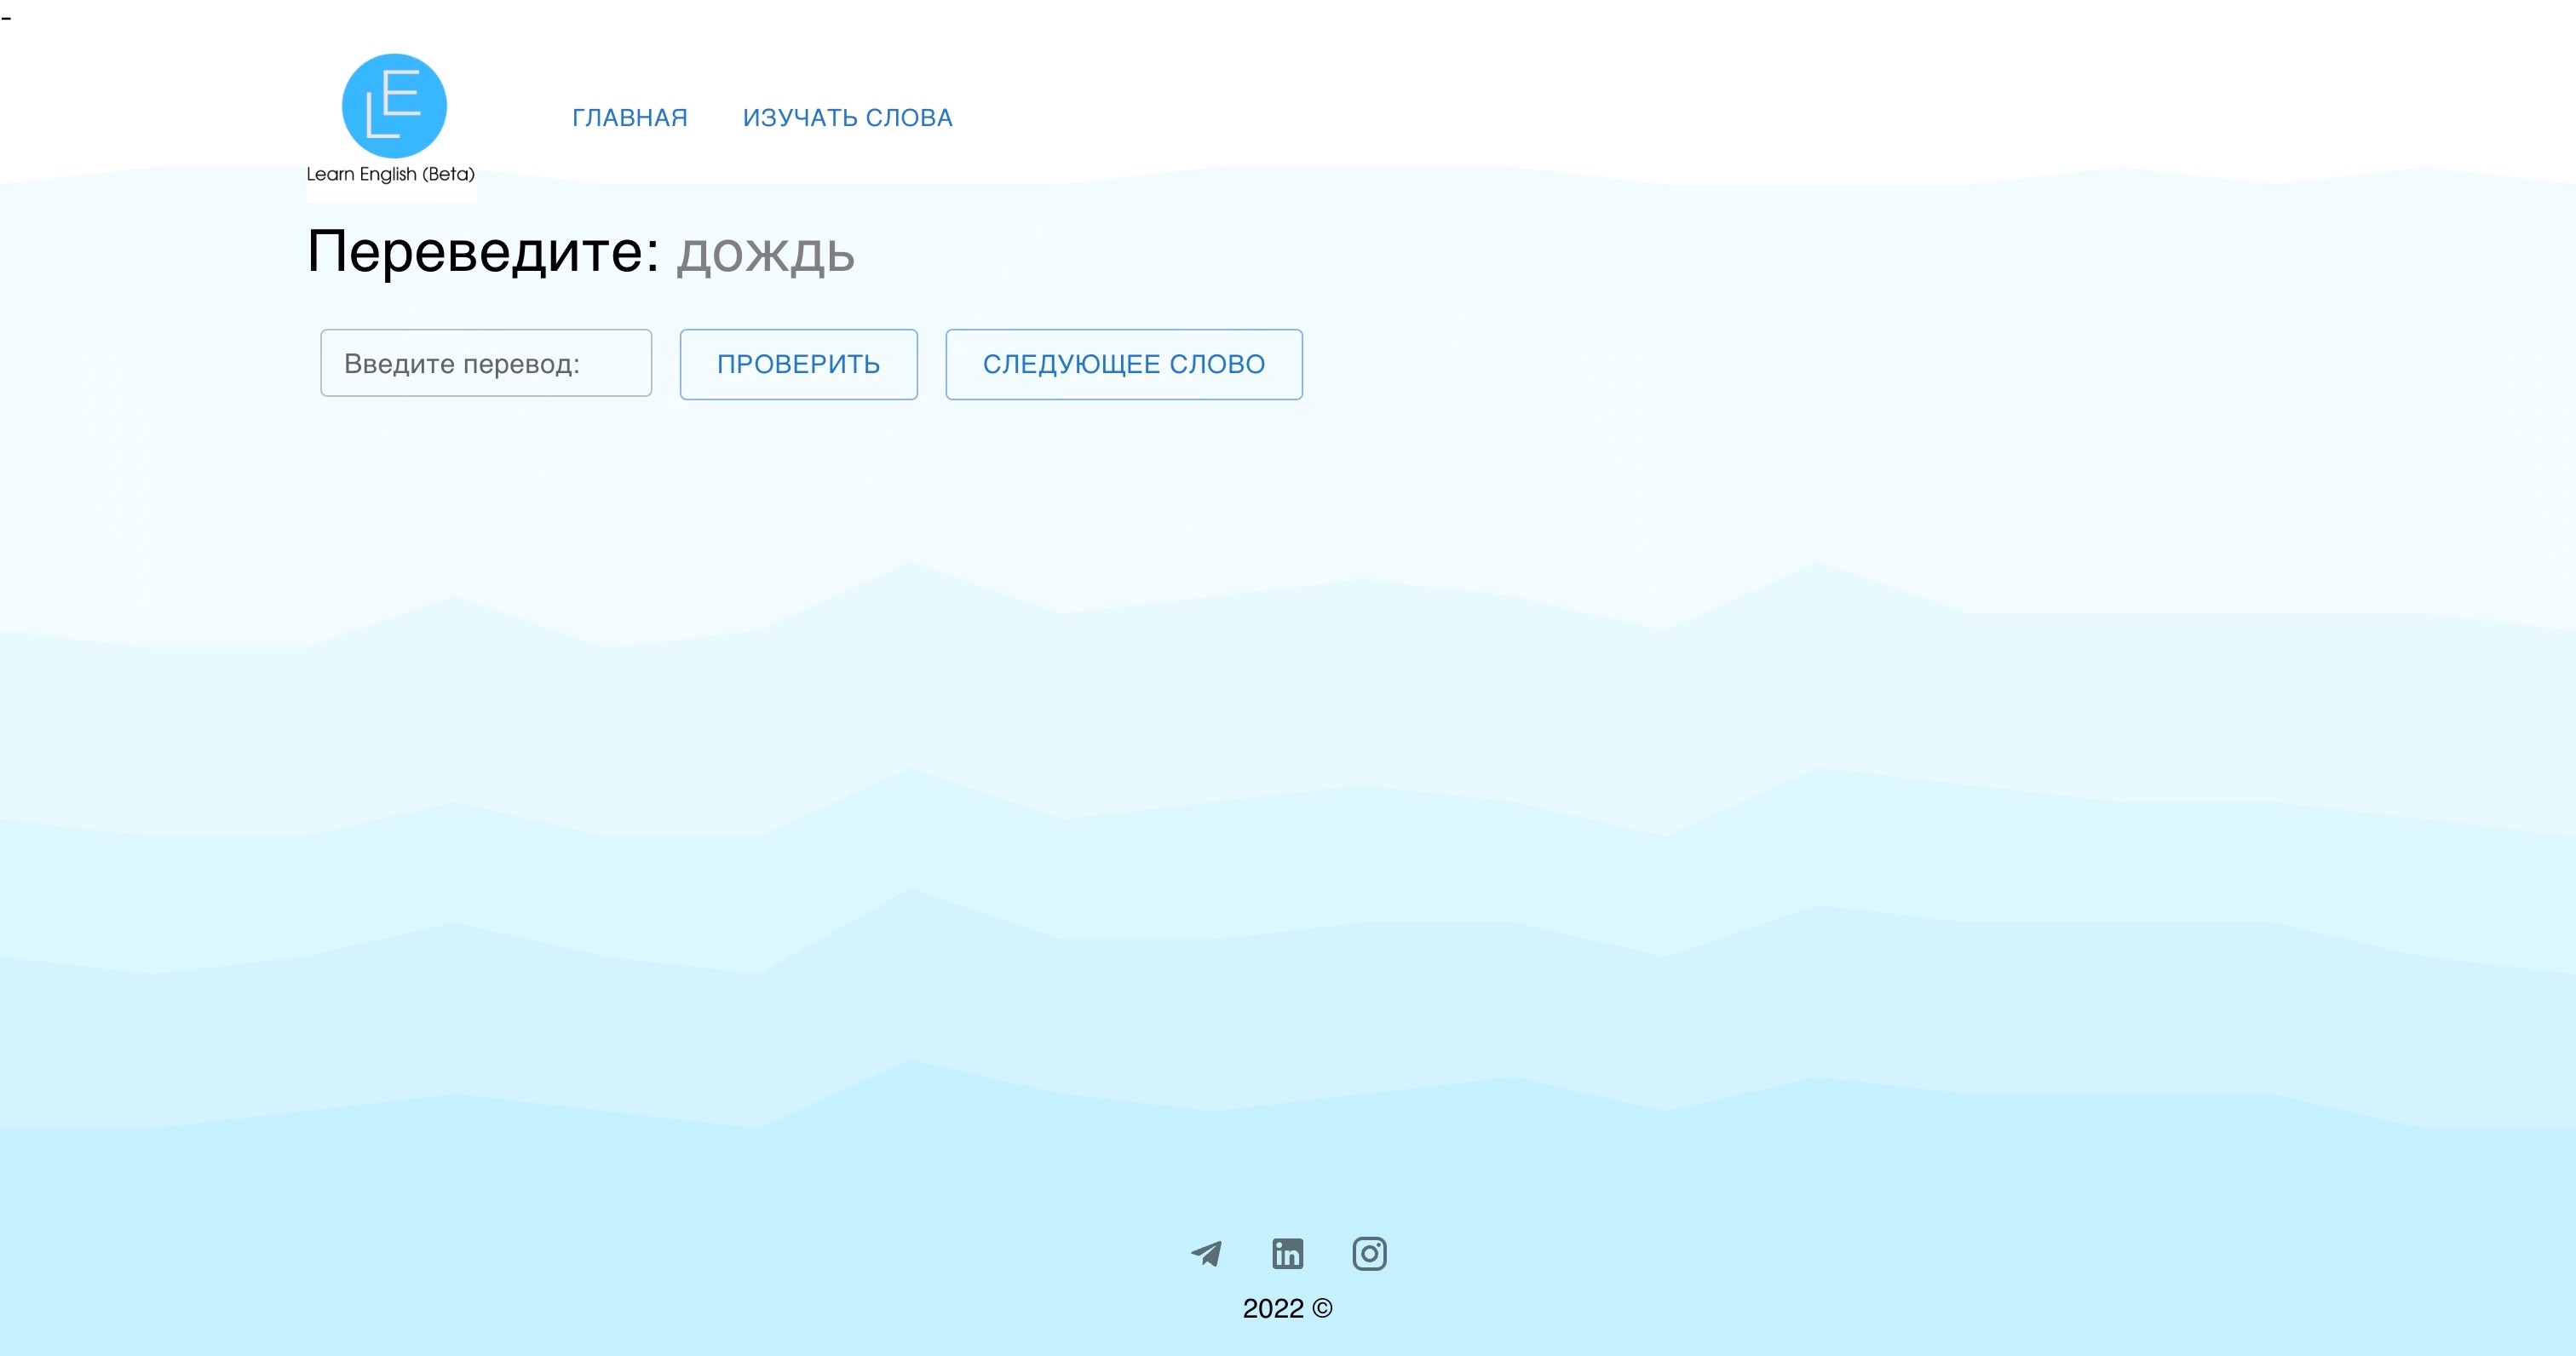 -
LE
ГЛАВНАЯ ИЗУЧАТЬ СЛОВА
Learn English (Beta)
Переведите: дождь
Введите перевод: ПРОВЕРИТЬ СЛЕДУЮЩЕЕ СЛОВО
in
2022 ©